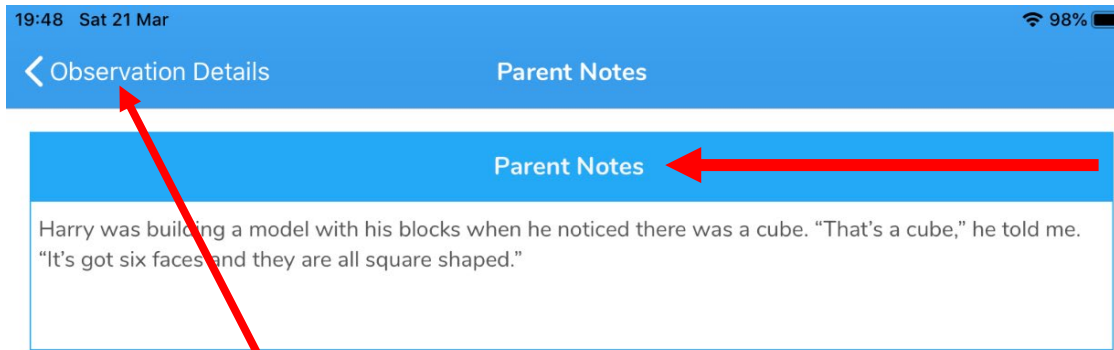 19:48 Sat 21 Mar 98%
Observation Details Parent Notes
Parent Notes
Harry was building a model with his blocks when he noticed there was a cube. “That’s a cube,” he told me.
“It’s got six faces and they are all square shaped.”